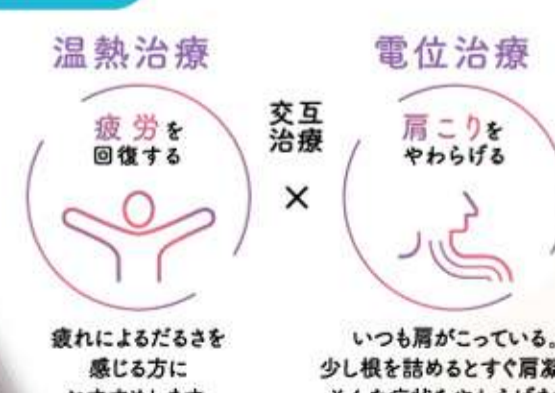 温熱治療
疲労を
回復する
疲れによるだるさを
感じる方に
交互
治療
×
電位治療
肩こりを
やわらげる
いつも肩がこっている。
少し根を詰めるとすぐ肩凝